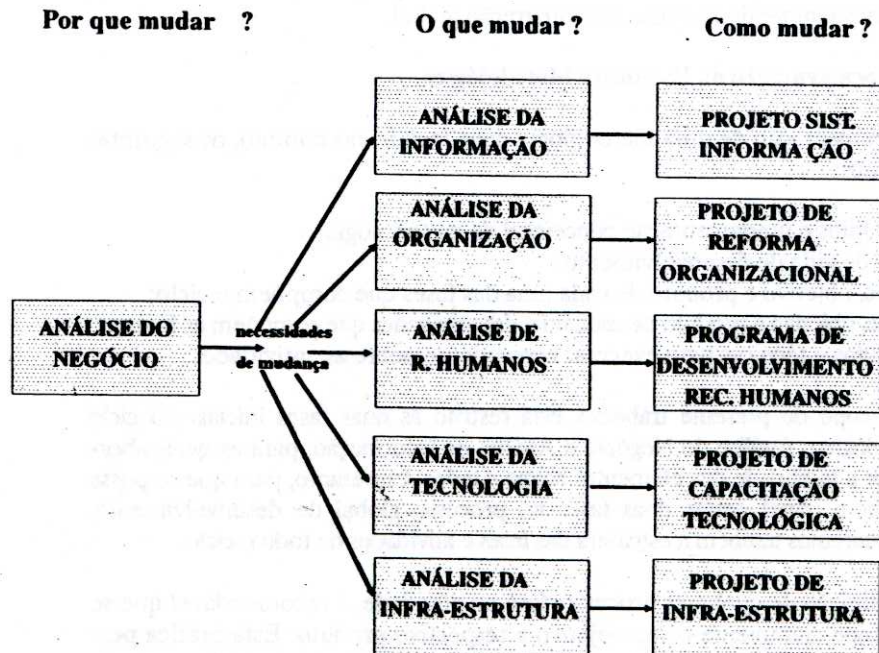 Por que mudar ?
O que mudar ?
Como mudar ?
ANÁLISE DO
NEGÓCIO
necessidades
de mudança
ANÁLISE DA
INFORMAÇÃO
PROJETO SIST.
INFORMA ÇÃO
ANÁLISE DA
ORGANIZAÇÃO
PROJETO DE
REFORMA
ORGANIZACIONAL
ANÁLISE DE
R. HUMANOS
PROGRAMA DE
DESENVOLVIMENTO
REC. HUMANOS
ANÁLISE DA
TECNOLOGIA
PROJETO DE
CAPACITAÇÃO
TECNOLÓGICA
ANÁLISE DA
INFRA-ESTRUTURA
PROJETO DE
INFRA-ESTRUTURA